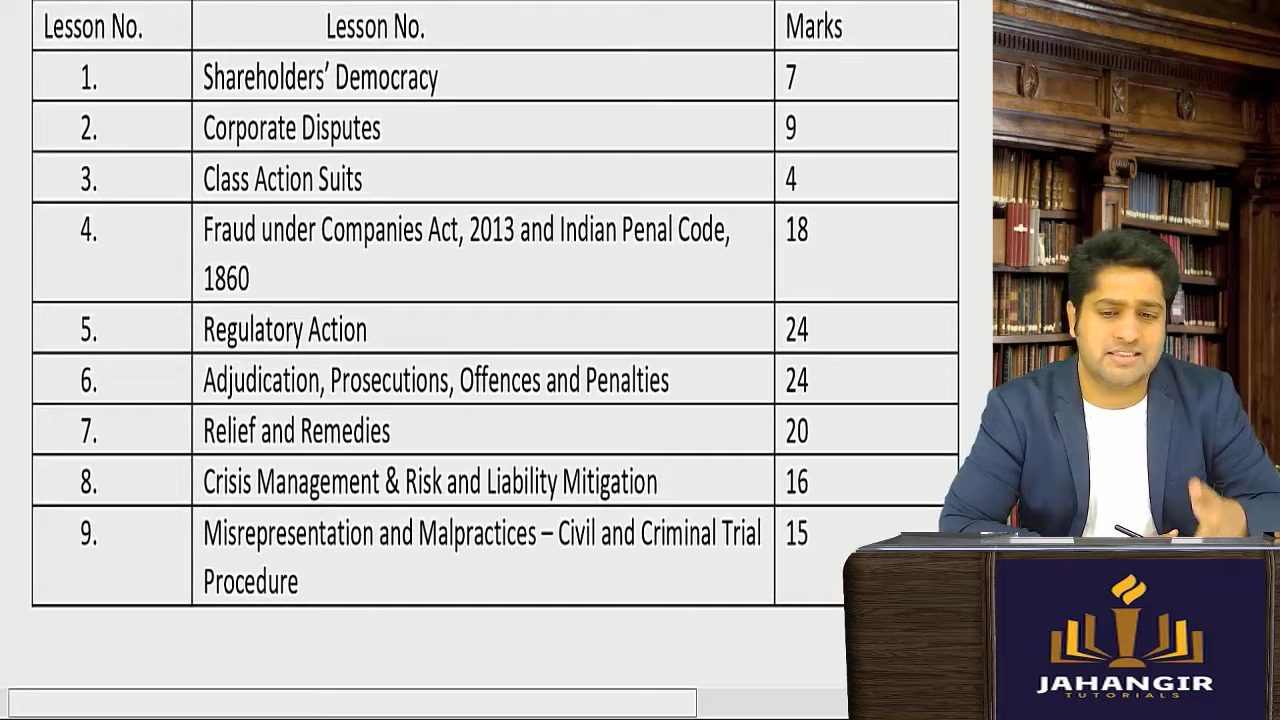 Lesson No. Lesson No. Marks
1. Shareholders’ Democracy 7
2. Corporate Disputes 9
3. Class Action Suits 4
4. Fraud under Companies Act, 2013 and Indian Penal Code, 18
1860
5. Regulatory Action 24
6. Adjudication, Prosecutions, Offences and Penalties 24
7. Relief and Remedies 20
8. Crisis Management & Risk and Liability Mitigation 16
9. Misrepresentation and Malpractices – Civil and Criminal Trial 15
Procedure
JAHANGIR
TUTORIALS